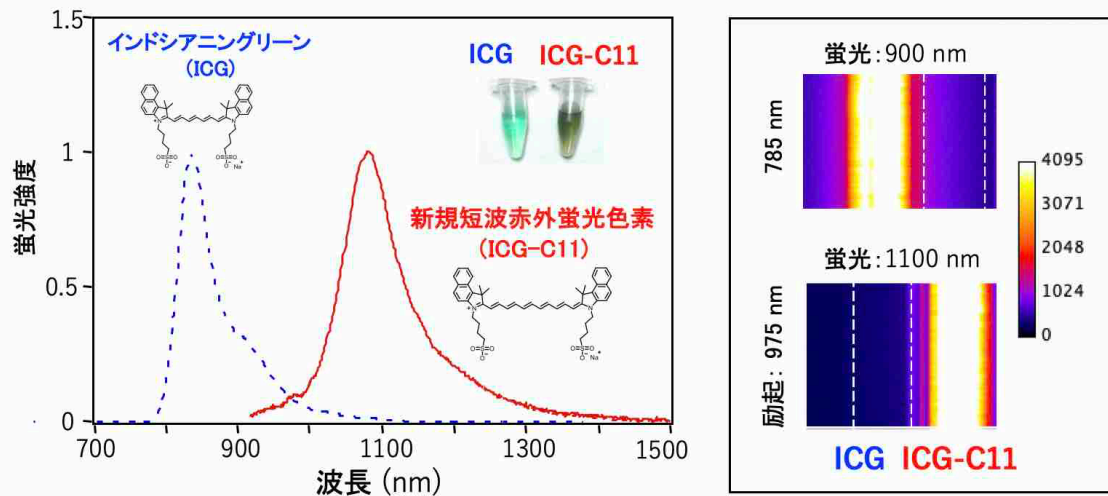 1.5
1
0.5
0
蛍光強度
700
900
1100
1300
1500
波長 (nm)
インドシアニングリーン
(ICG)
ICG ICG-C11
新規短波赤外蛍光色素
(ICG-C11)
蛍光:900 nm
785 nm
4095
3071
2048
1024
0
蛍光:1100 nm
励起: 975 nm
ICG ICG-C11